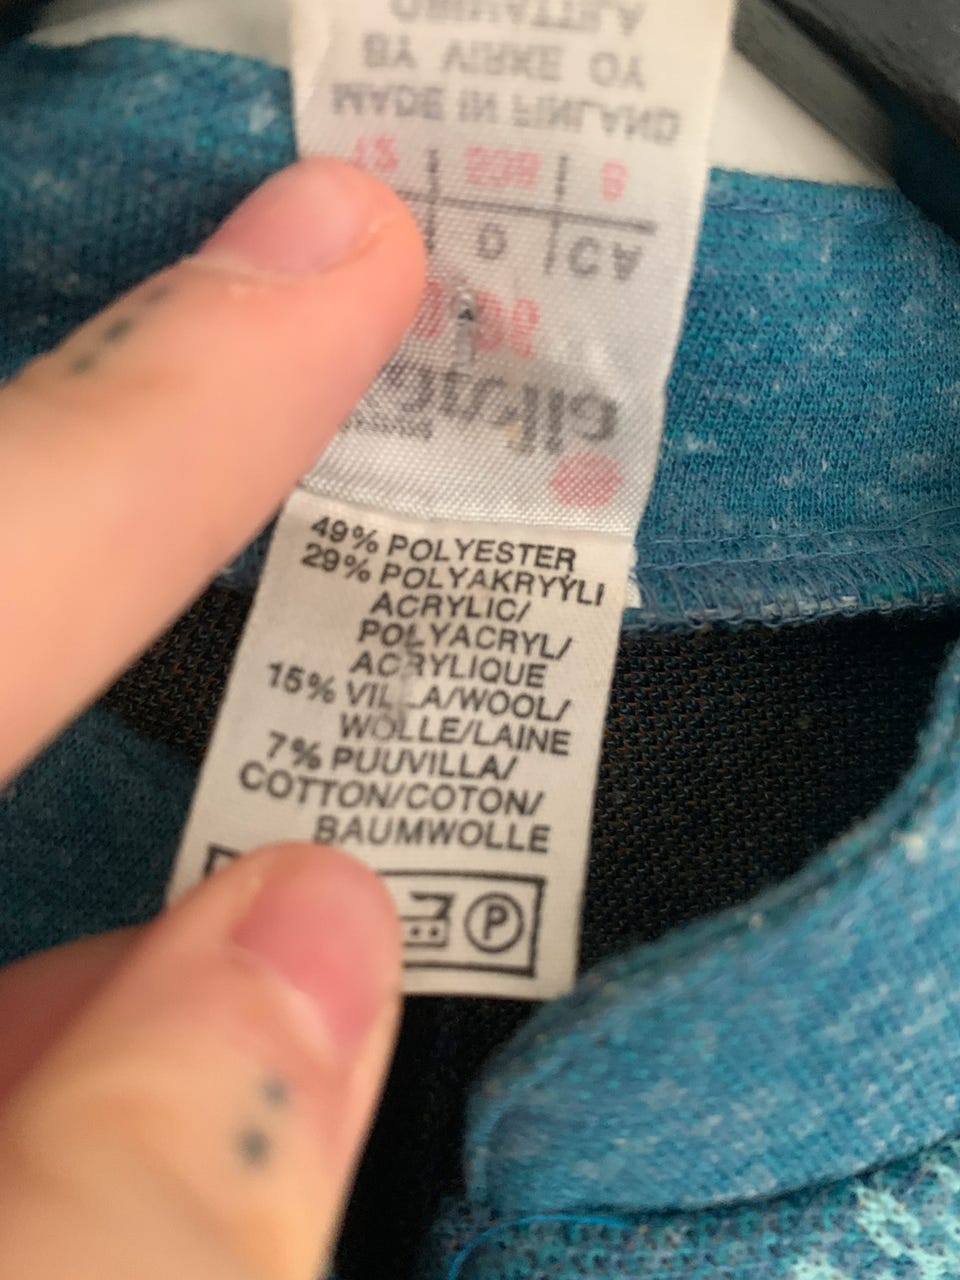 D CA
MADE IN FINLAND
BY VIRKE OY
49% POLYESTER
29% POLYAKRYYLI
ACRYLIC/
POLYACRYL/
ACRYLIQUE
15% VILLA/WOOL/
WOLLE/LAINE
7% PUUVILLA/
COTTON/COTON/
BAUMWOLLE
P